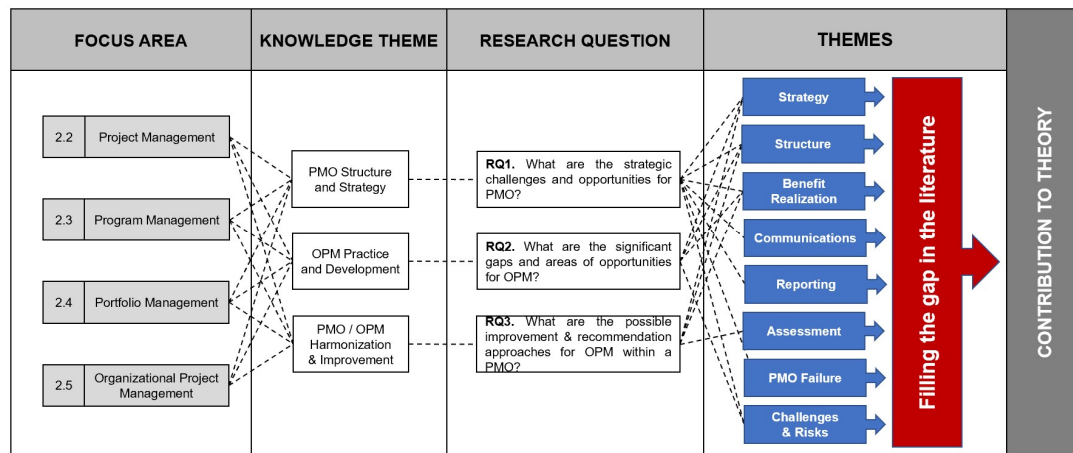 FOCUS AREA
KNOWLEDGE THEME
RESEARCH QUESTION
THEMES
2.2 Project Management
2.3 Program Management
2.4 Portfolio Management
2.5 Organizational Project
Management
PMO Structure
and Strategy
OPM Practice
and Development
PMO / OPM
Harmonization
& Improvement
RQ1. What are the strategic
challenges and opportunities for
PMO?
RQ2. What are the significant
gaps and areas of opportunities
for OPM?
RQ3. What are the possible
improvement & recommendation
approaches for OPM within a
PMO?
Strategy
Structure
Benefit
Realization
Communications
Reporting
Assessment
PMO Failure
Challenges
& Risks
Filling the gap in the literature
CONTRIBUTION TO THEORY